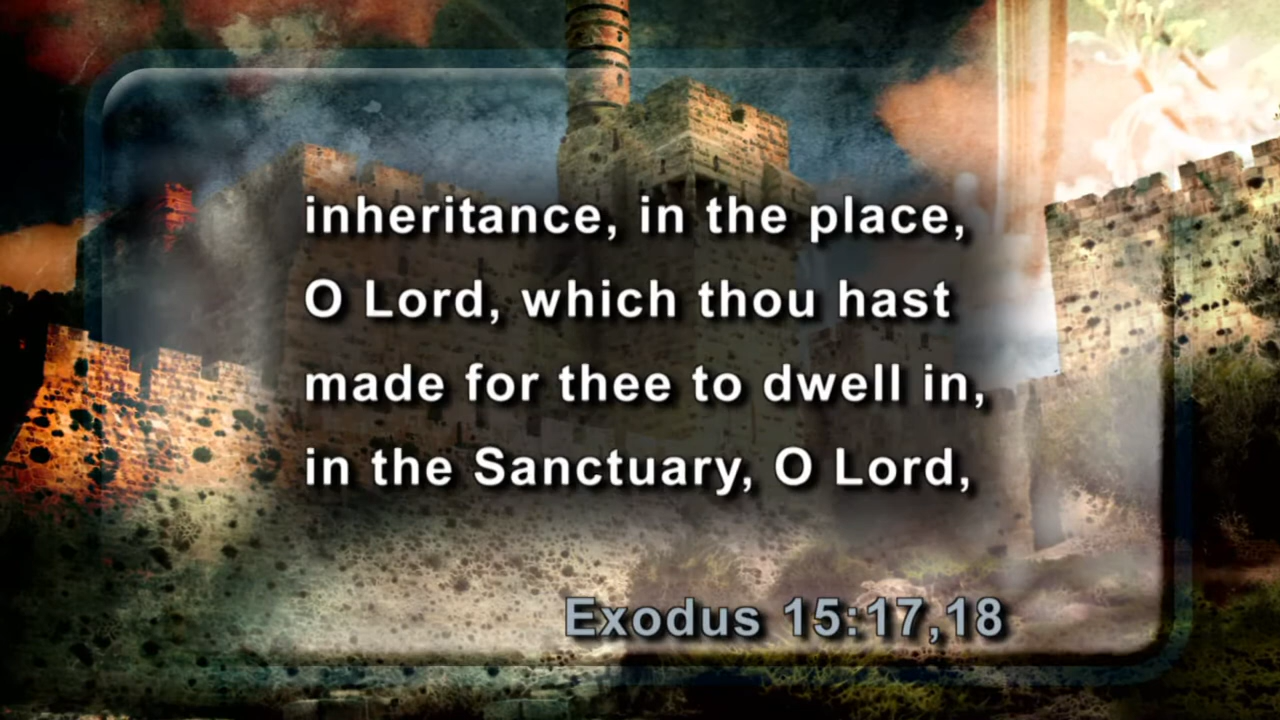 inheritance, in the place,
O Lord, which thou hast
made for thee to dwell in,
in the Sanctuary, O Lord,
Exodus 15:17,18